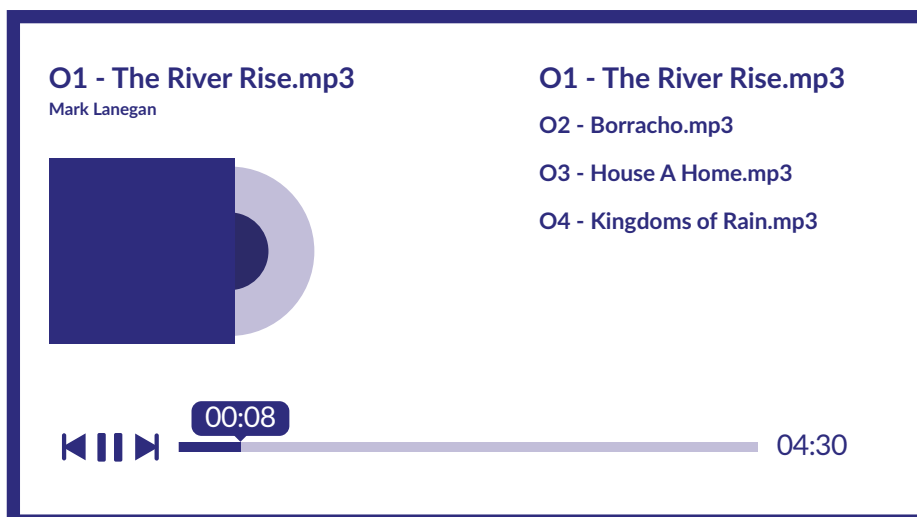 O1 - The River Rise.mp3
Mark Lanegan
O1 - The River Rise.mp3
O2 - Borracho.mp3
O3 - House A Home.mp3
O4 - Kingdoms of Rain.mp3
00:08
04:30